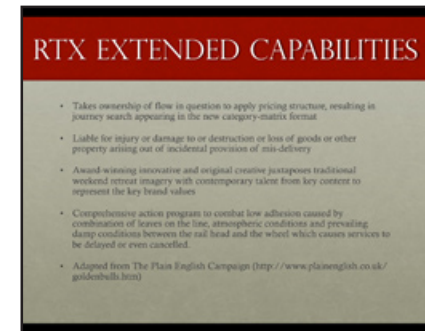 RTX EXTENDED CAPABILITIES
• Takes ownership of flow in question to apply pricing structure, resulting in
journey search appearing in the new category-matrix format
• Liable for injury or damage to or destruction or loss of goods or other
property arising out of incidental provision of mis-delivery
• Award-winning innovative and original creative juxtaposes traditional
weekend retreat imagery with contemporary talent from key content to
represent the key brand values
• Comprehensive action program to combat low adhesion caused by
combination of leaves on the line, atmospheric conditions and prevailing
damp conditions between the rail head and the wheel which causes services to
be delayed or even cancelled.
• Adapted from The Plain English Campaign (http://www.plainenglish.co.uk/
goldenbulls.htm)